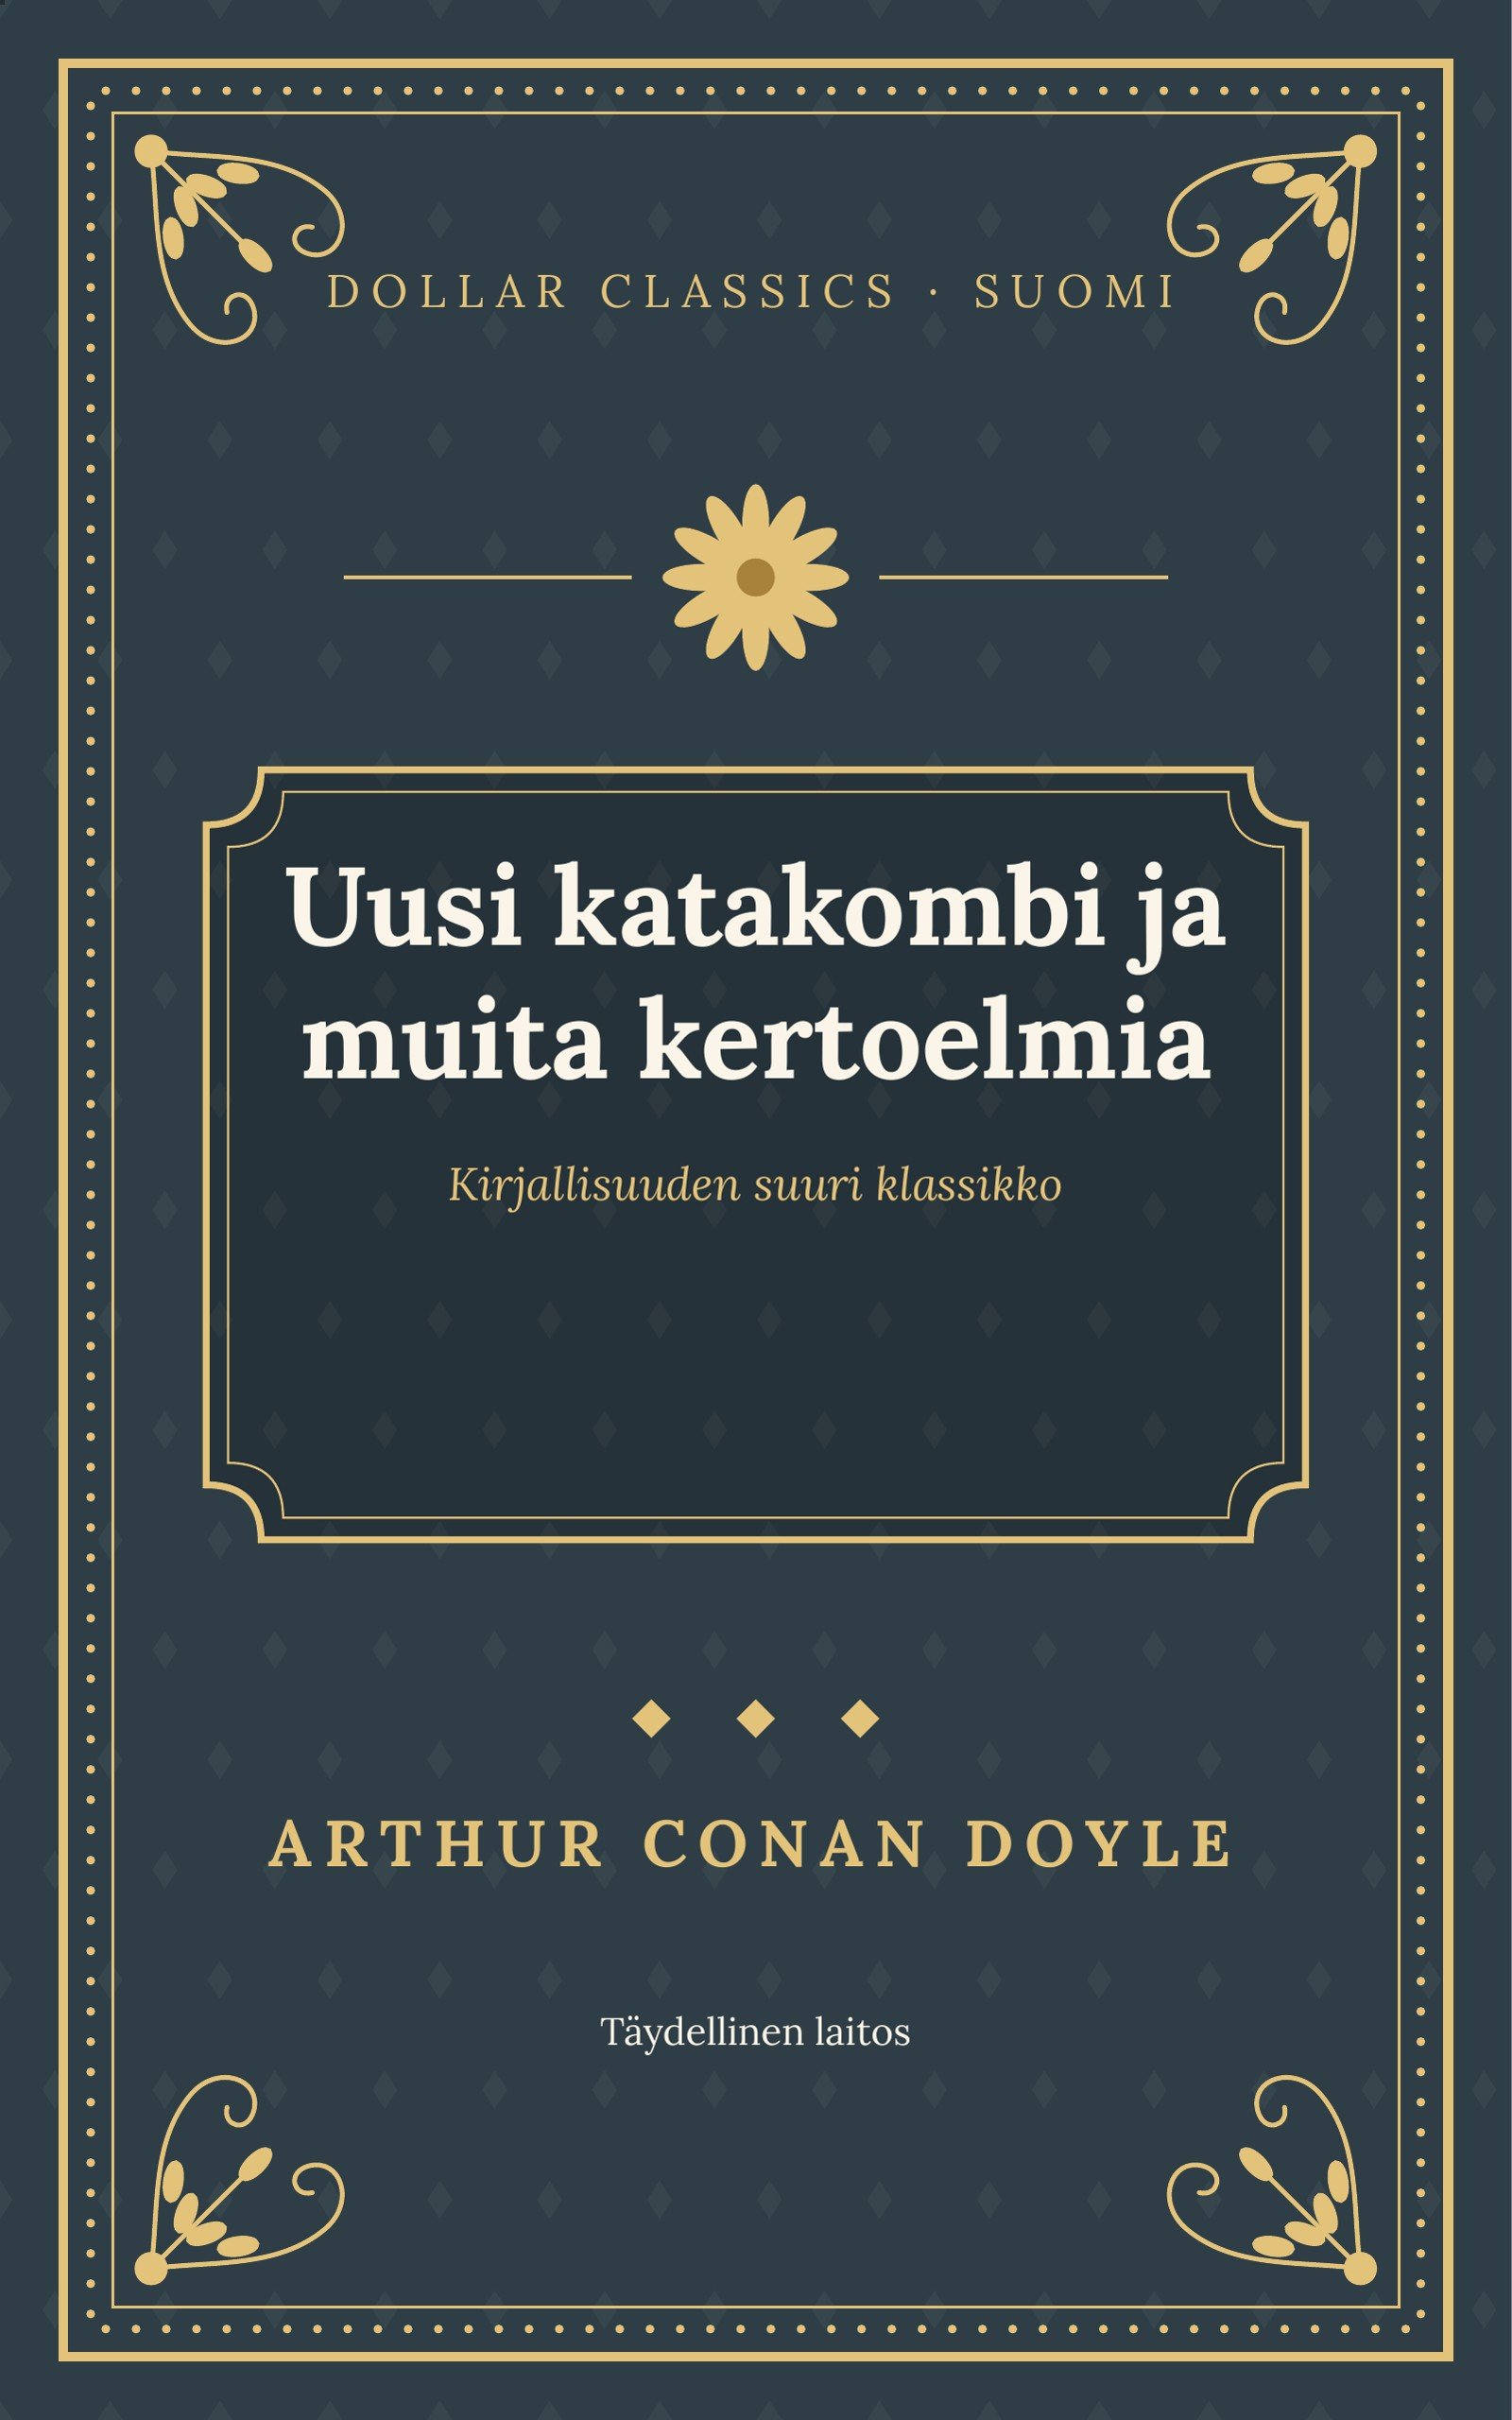 DOLLAR CLASSICS · SUOMI
Uusi katakombi ja
muita kertoelmia
Kirjallisuuden suuri klassikko
ARTHUR CONAN DOYLE
Täydellinen laitos